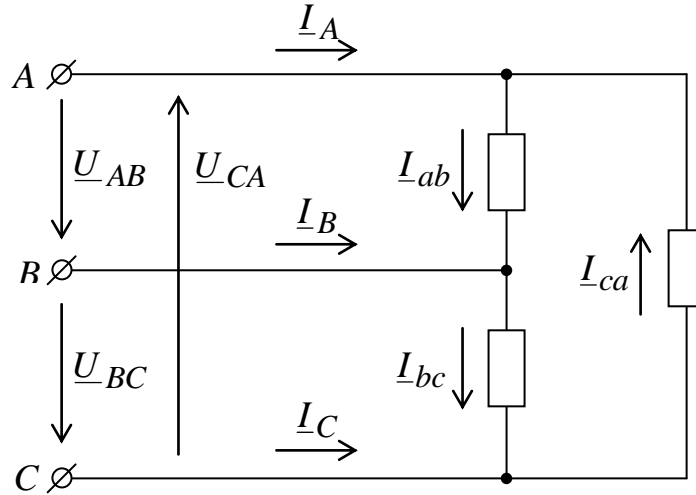 I_A
A
U_AB U_CA I_ab
I_B
B I_ca
U_BC I_bc
I_C
C